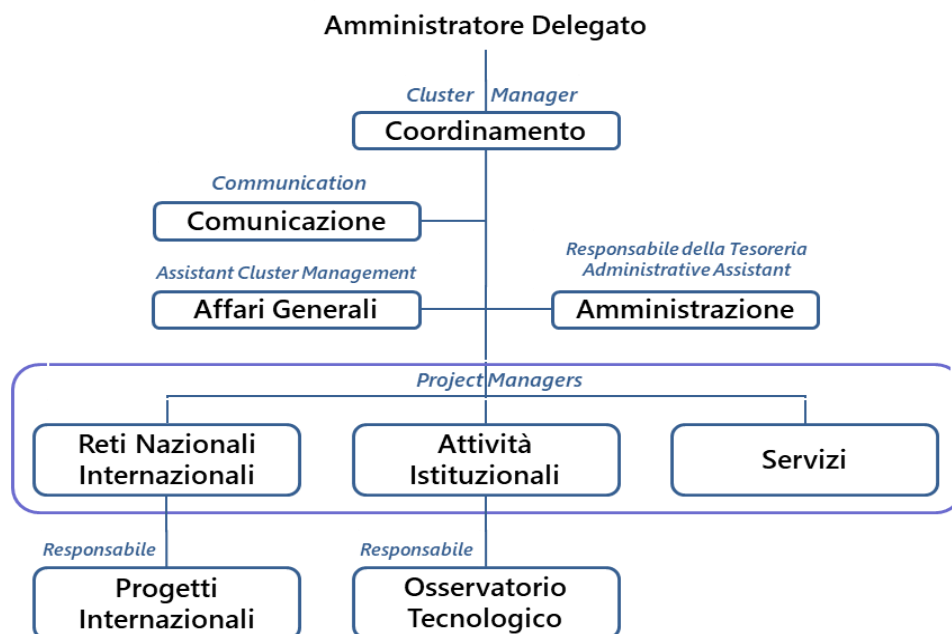 Amministratore Delegato
Cluster Manager
Coordinamento
Communication
Comunicazione
Responsabile della Tesoreria
Administrative Assistant
Assistant Cluster Management
Affari Generali
Amministrazione
Project Managers
Reti Nazionali
Internazionali
Attività
Istituzionali
Servizi
Responsabile
Progetti
Internazionali
Responsabile
Osservatorio
Tecnologico